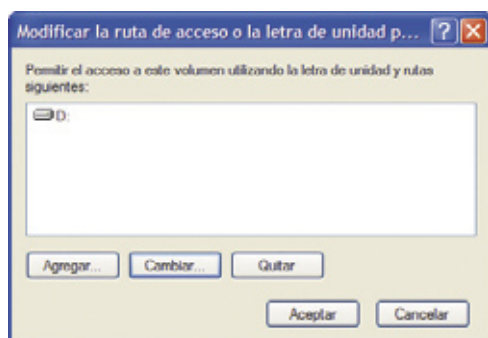 Modificar la ruta de acceso o la letra de unidad p...
Permitir el acceso a este volumen utilizando la letra de unidad y rutas
siguientes:
D:
Agregar... Cambiar... Quitar
Aceptar Cancelar